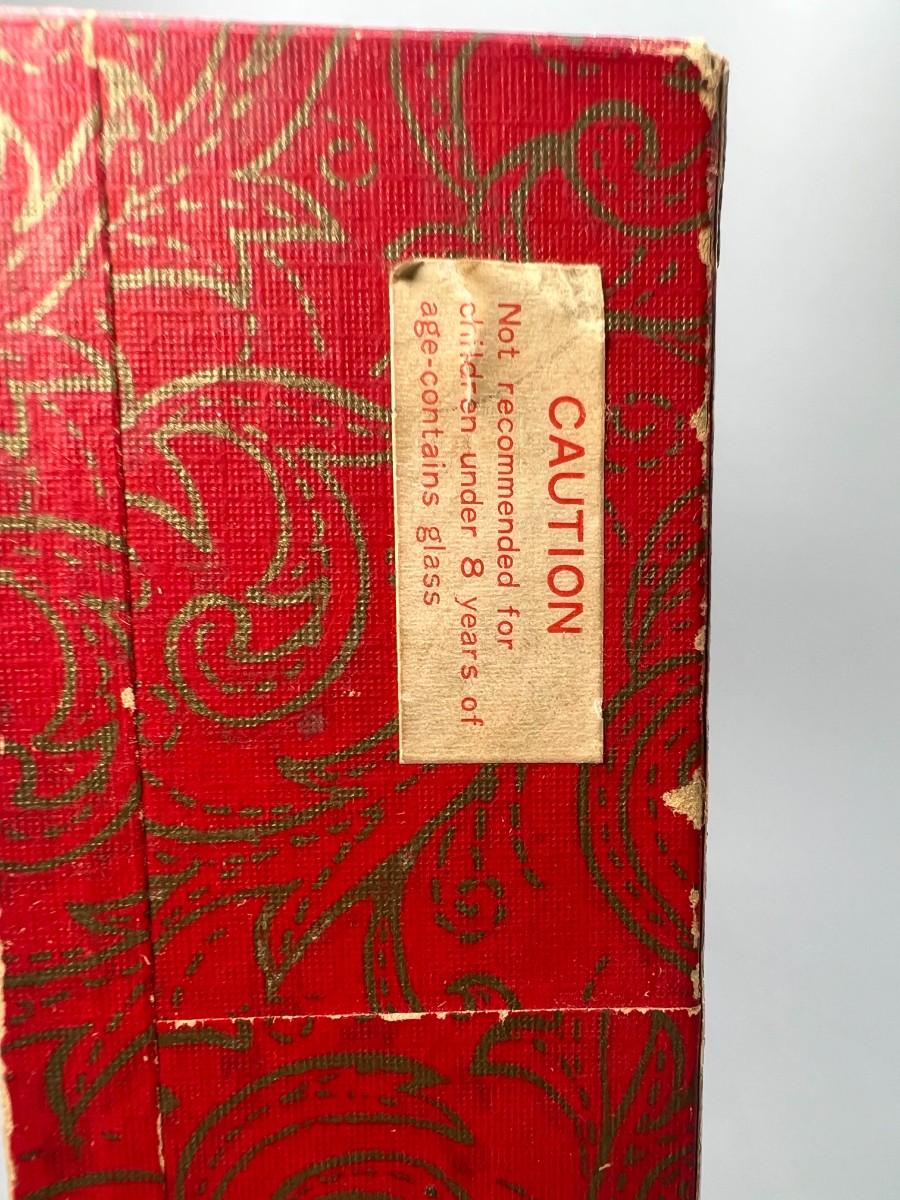 CAUTION
Not recommended for
children under 8 years of
age-contains glass